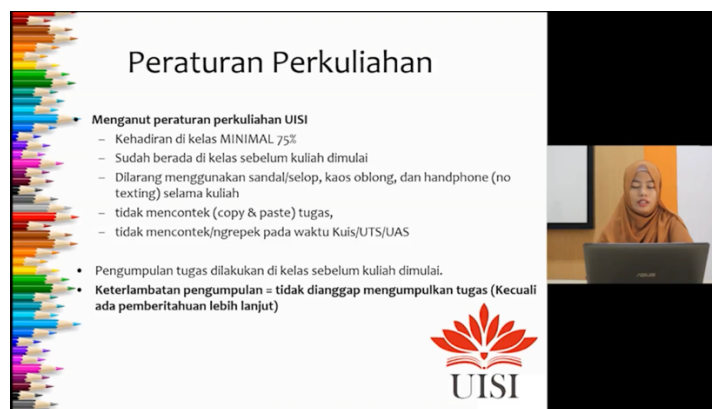 Peraturan Perkuliahan
• Menganut peraturan perkuliahan UISI
– Kehadiran di kelas MINIMAL 75%
– Sudah berada di kelas sebelum kuliah dimulai
– Dilarang menggunakan sandal/selop, kaos oblong, dan handphone (no
texting) selama kuliah
– tidak mencontek (copy & paste) tugas,
– tidak mencontek/ngrepek pada waktu Kuis/UTS/UAS
• Pengumpulan tugas dilakukan di kelas sebelum kuliah dimulai.
• Keterlambatan pengumpulan = tidak dianggap mengumpulkan tugas (Kecuali
ada pemberitahuan lebih lanjut)
UISI
ASUS